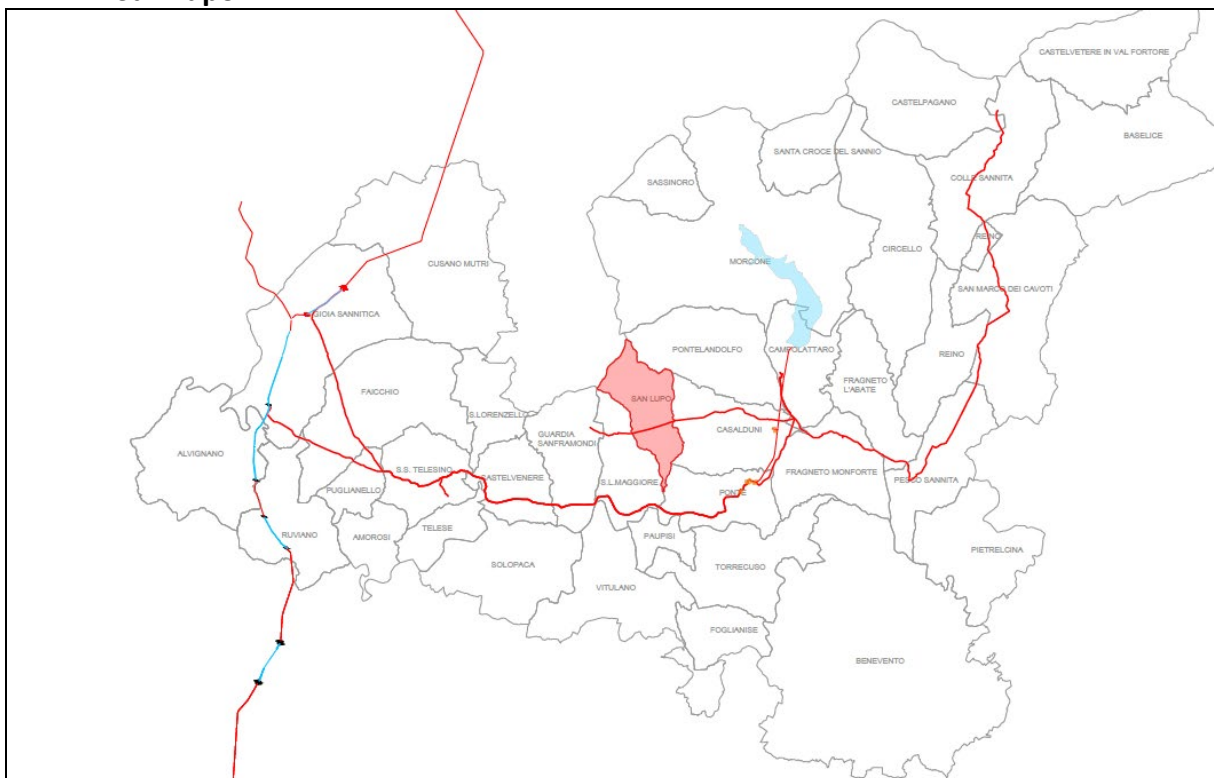 CASTELVETERE IN VAL FORTORE
CASTELPAGANO
BASELICE
SANTA CROCE DEL SANNIO
SASSINORO
COLLE SANNITA
REINO
CIRCELLO
MORCONE
CUSANO MUTRI
SAN MARCO DEI CAVOTI
GIOIA SANNITICA
PONTELANDOLFO
CAMPOLATTARO
REINO
FRAGNETO
L'ABATE
FAICCHIO
SAN LUPO
S.LORENZELLO
CASALDUNI
GUARDIA
SANFRAMONDI
ALVIGNANO
S.S. TELESINO
CASTELVENERE
FRAGNETO MONFORTE
PESCO SANNITA
PUGLIANELLO
S.L.MAGGIORE
PONTE
TELESE
RUVIANO
AMOROSI
PAUPISI
PIETRELCINA
SOLOPACA
TORRECUSO
VITULANO
FOGLIANISE
BENEVENTO